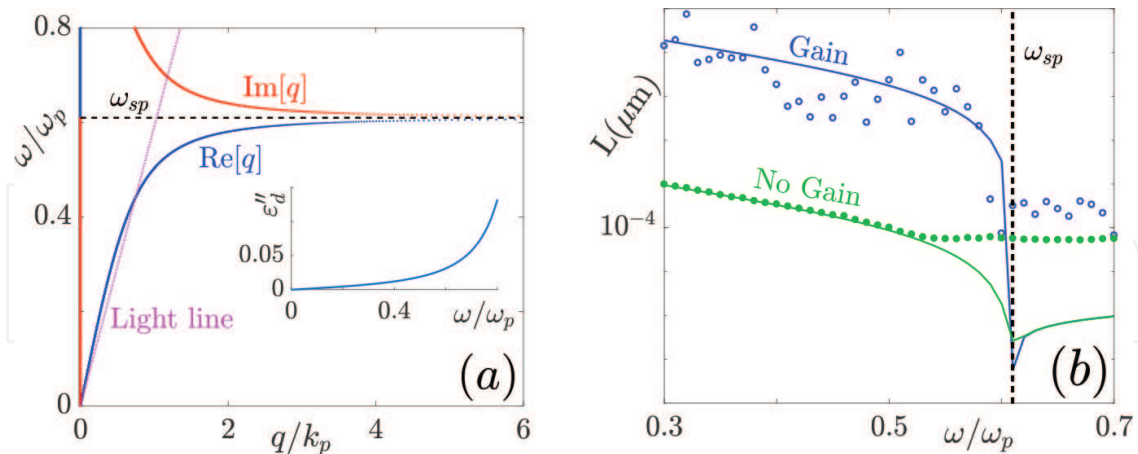 0.8
Im[q]
ω_sp
ω/ω_p
Re[q]
ε''_d
0.4
0.05
0
0
0.4
ω/ω_p
Light line
(a)
0
0
2
4
6
q/k_p
Gain
ω_sp
L(μm)
No Gain
10⁻⁴
(b)
0.3
0.5
0.7
ω/ω_p